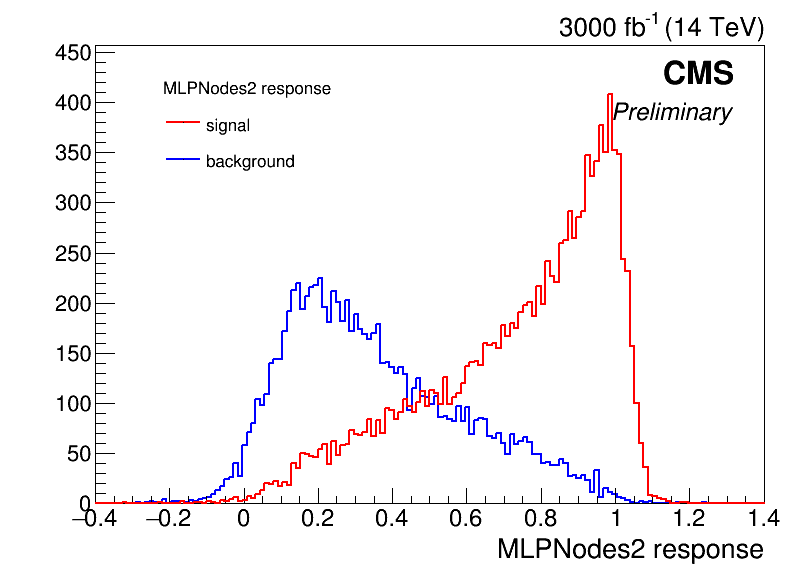 3000 fb-1 (14 TeV)
CMS
Preliminary
MLPNodes2 response
signal
background
450
400
350
300
250
200
150
100
50
0
−0.4 −0.2 0 0.2 0.4 0.6 0.8 1 1.2 1.4
MLPNodes2 response